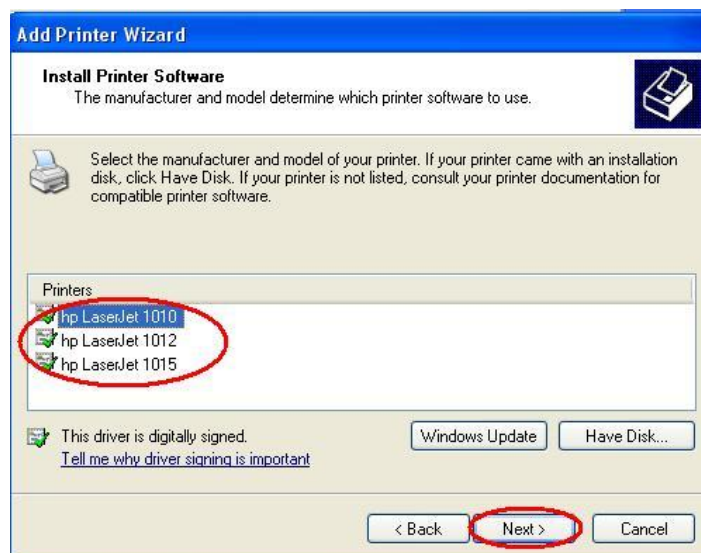 Add Printer Wizard
Install Printer Software
The manufacturer and model determine which printer software to use.
Select the manufacturer and model of your printer. If your printer came with an installation
disk, click Have Disk. If your printer is not listed, consult your printer documentation for
compatible printer software.
Printers
hp LaserJet 1010
hp LaserJet 1012
hp LaserJet 1015
This driver is digitally signed.
Tell me why driver signing is important
Windows Update
Have Disk...
< Back
Next >
Cancel